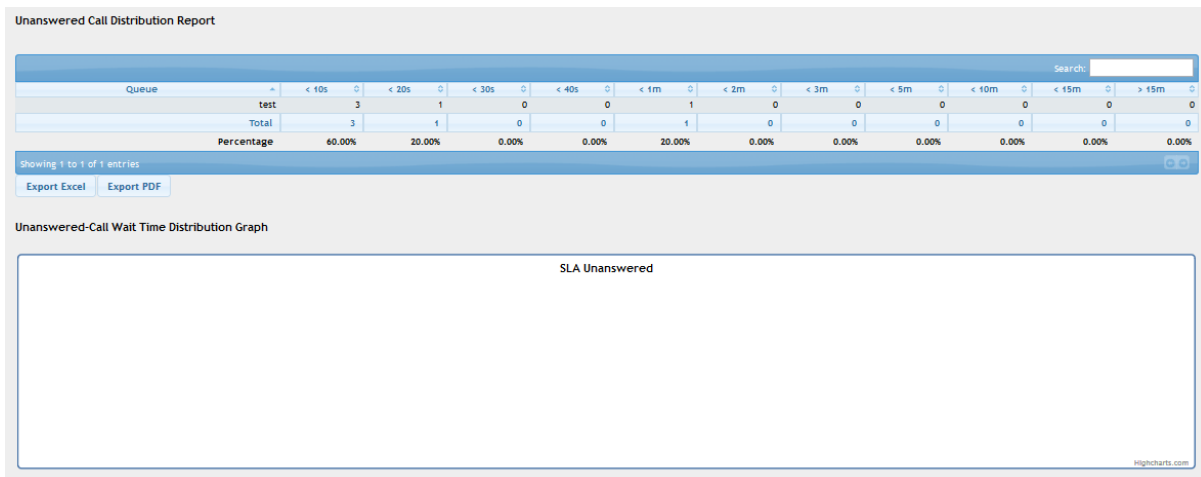 Unanswered Call Distribution Report
Search:
Queue < 10s < 20s < 30s < 40s < 1m < 2m < 3m < 5m < 10m < 15m > 15m
test 3 1 0 0 1 0 0 0 0 0 0
Total 3 1 0 0 1 0 0 0 0 0 0
Percentage 60.00% 20.00% 0.00% 0.00% 20.00% 0.00% 0.00% 0.00% 0.00% 0.00% 0.00%
Showing 1 to 1 of 1 entries
Export Excel Export PDF
Unanswered-Call Wait Time Distribution Graph
SLA Unanswered
Highcharts.com